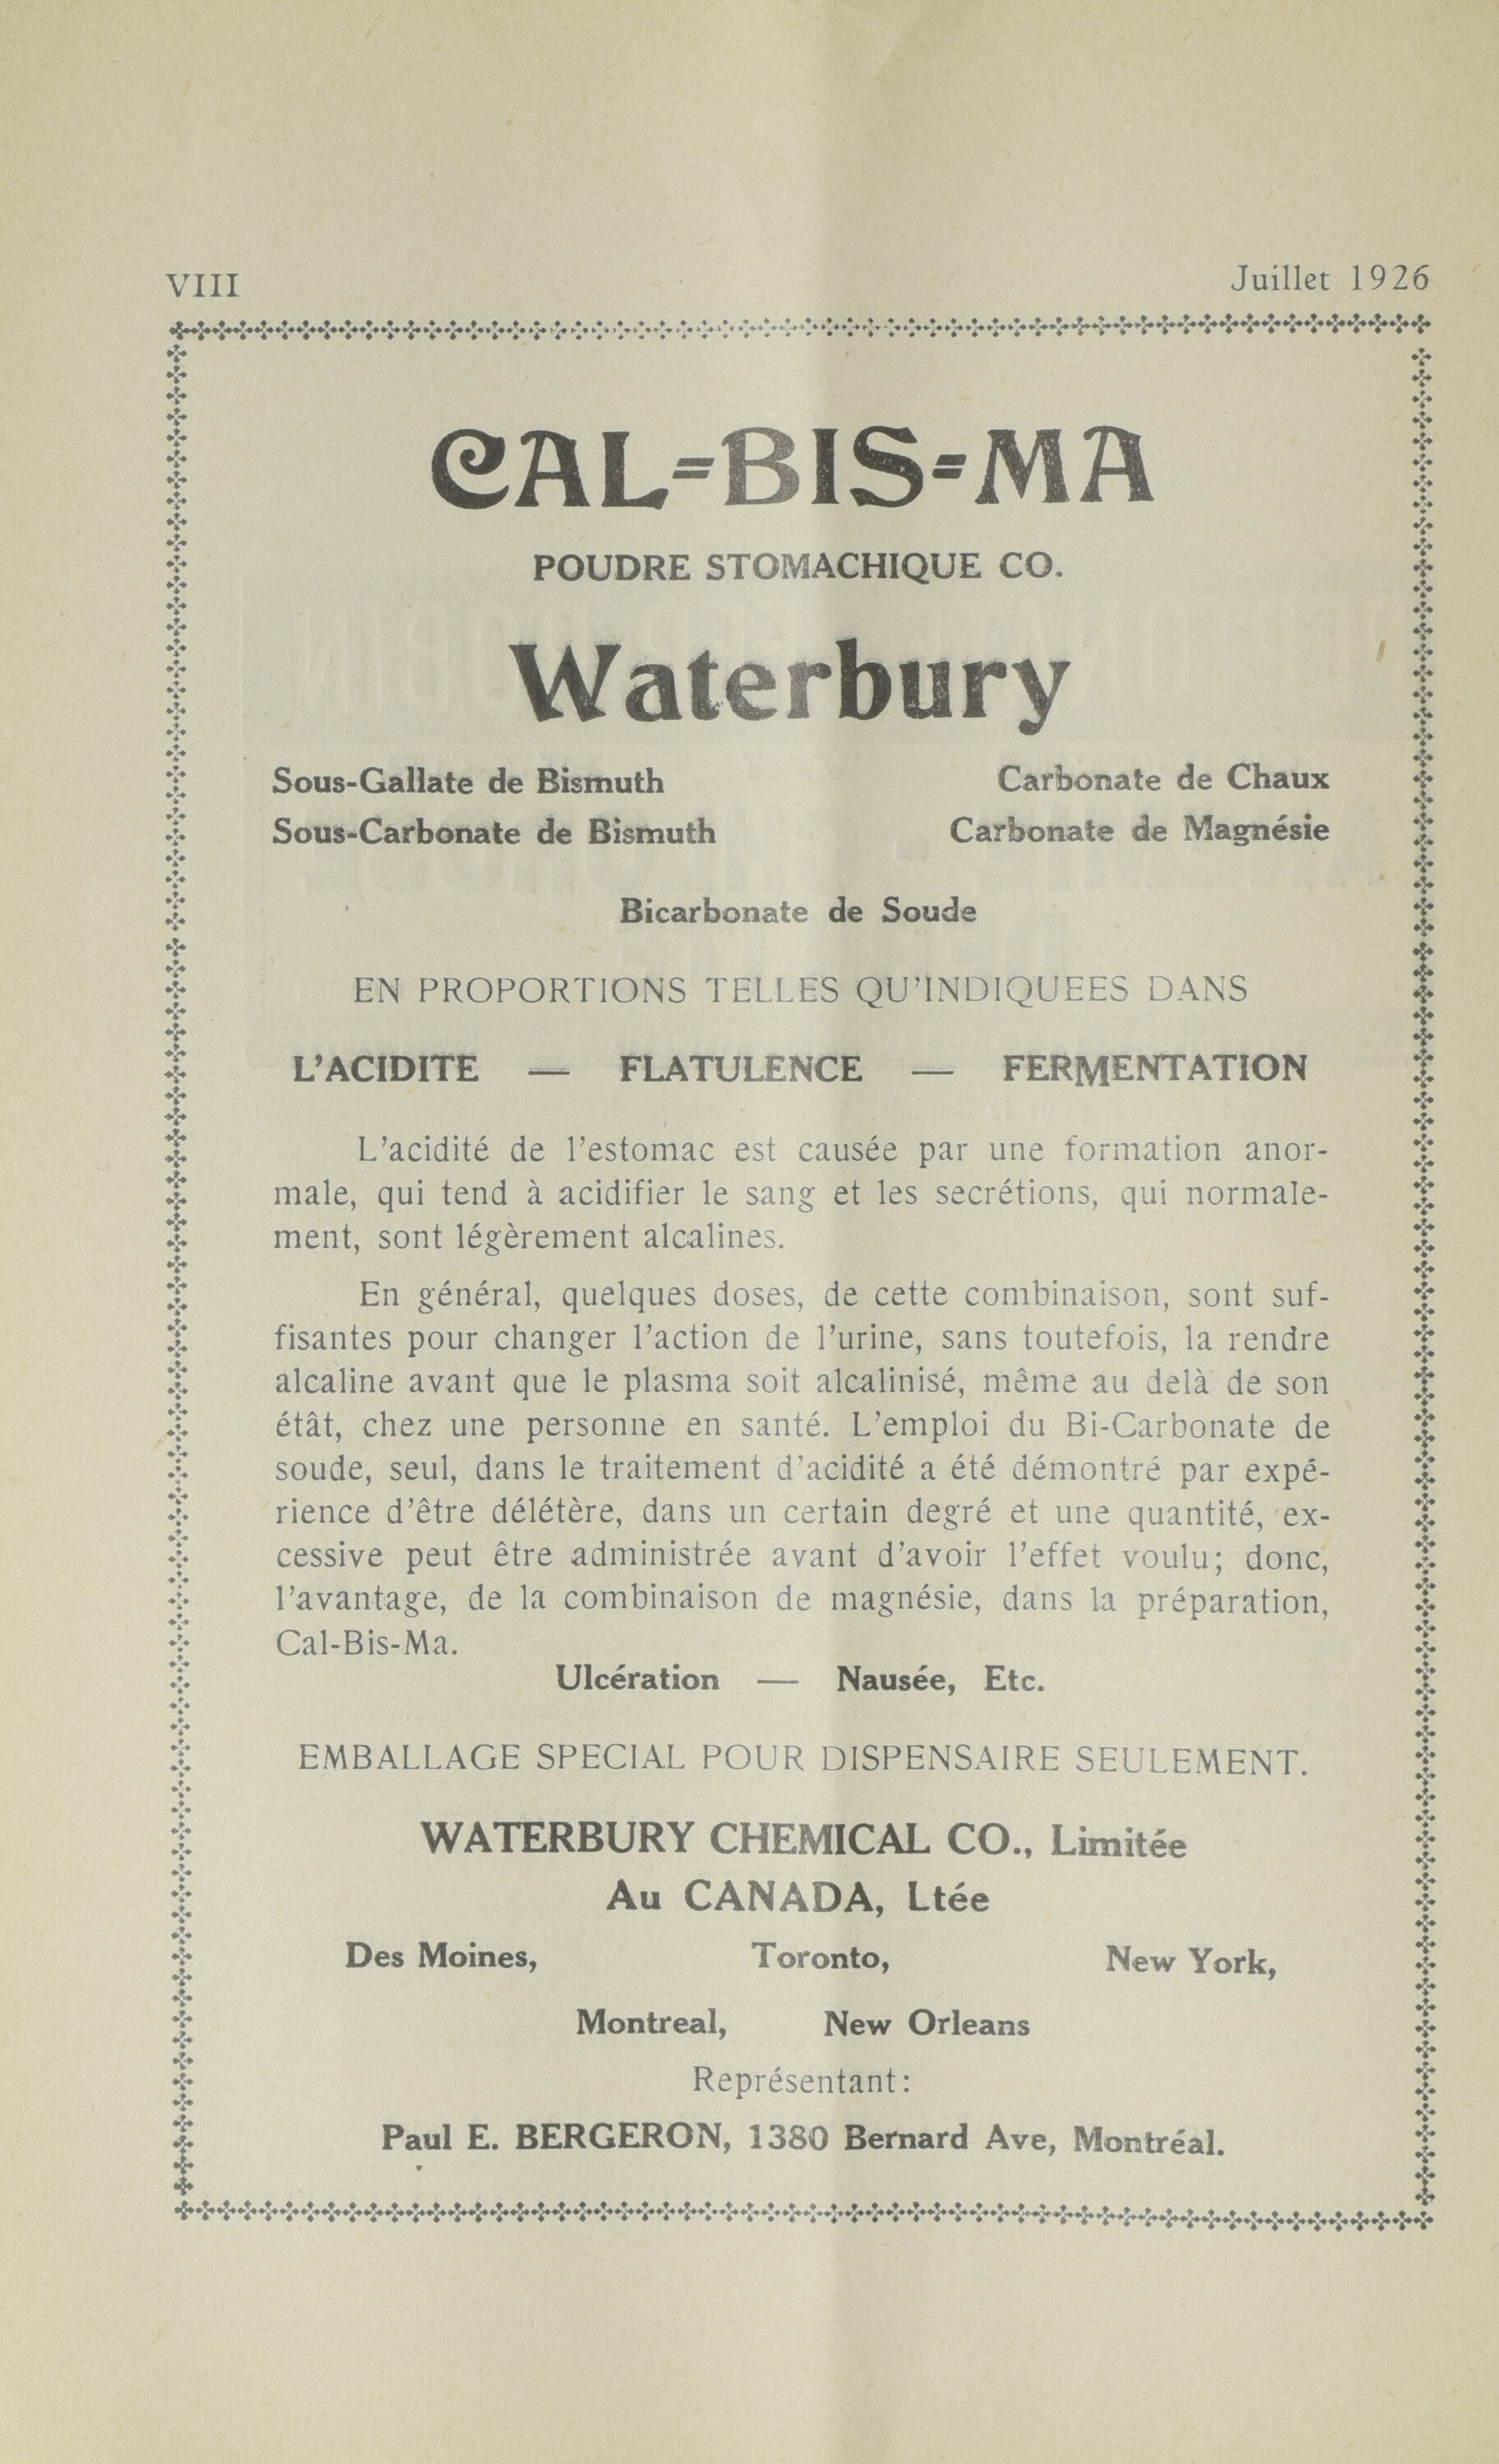 VIII
Juillet 1926
CAL=BIS=MA
POUDRE STOMACHIQUE CO.
Waterbury
Sous-Gallate de Bismuth
Carbonate de Chaux
Sous-Carbonate de Bismuth
Carbonate de Magnésie
Bicarbonate de Soude
EN PROPORTIONS TELLES QU'INDIQUEES DANS
L'ACIDITE — FLATULENCE — FERMENTATION
L'acidité de l'estomac est causée par une formation anor-
male, qui tend à acidifier le sang et les secrétions, qui normale-
ment, sont légèrement alcalines.
En général, quelques doses, de cette combinaison, sont suf-
fisantes pour changer l'action de l'urine, sans toutefois, la rendre
alcaline avant que le plasma soit alcalinisé, même au delà de son
étât, chez une personne en santé. L'emploi du Bi-Carbonate de
soude, seul, dans le traitement d'acidité a été démontré par expé-
rience d'être délétère, dans un certain degré et une quantité, ex-
cessive peut être administrée avant d'avoir l'effet voulu; donc,
l'avantage, de la combinaison de magnésie, dans la préparation,
Cal-Bis-Ma.
Ulcération — Nausée, Etc.
EMBALLAGE SPECIAL POUR DISPENSAIRE SEULEMENT.
WATERBURY CHEMICAL CO., Limitée
Au CANADA, Ltée
Des Moines, Toronto, New York,
Montreal, New Orleans
Représentant:
Paul E. BERGERON, 1380 Bernard Ave, Montréal.